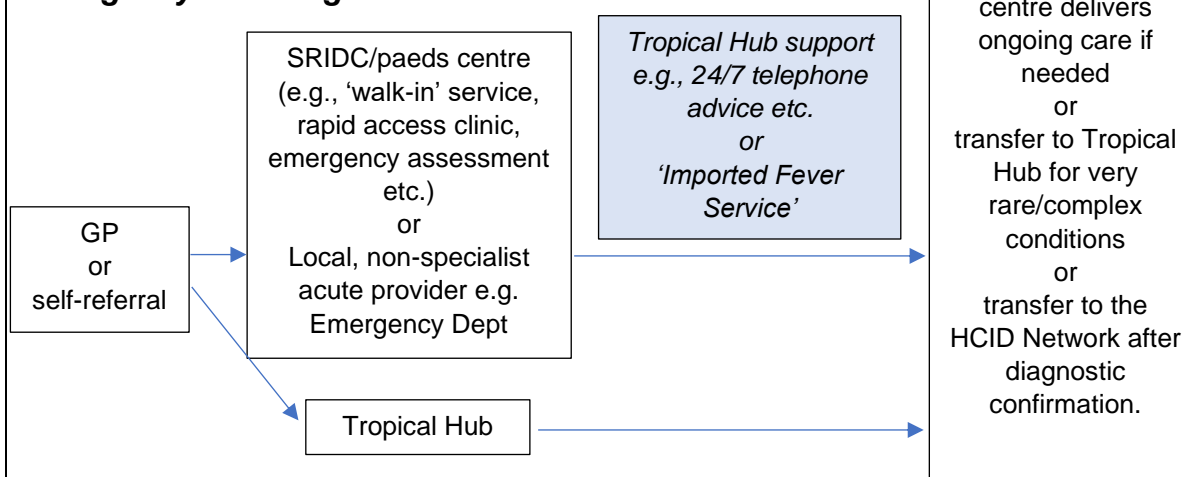 GP
or
self-referral
SRIDC/paeds centre
(e.g., ‘walk-in’ service,
rapid access clinic,
emergency assessment
etc.)
or
Local, non-specialist
acute provider e.g.
Emergency Dept
Tropical Hub
Tropical Hub support
e.g., 24/7 telephone
advice etc.
or
‘Imported Fever
Service’
centre delivers
ongoing care if
needed
or
transfer to Tropical
Hub for very
rare/complex
conditions
or
transfer to the
HCID Network after
diagnostic
confirmation.